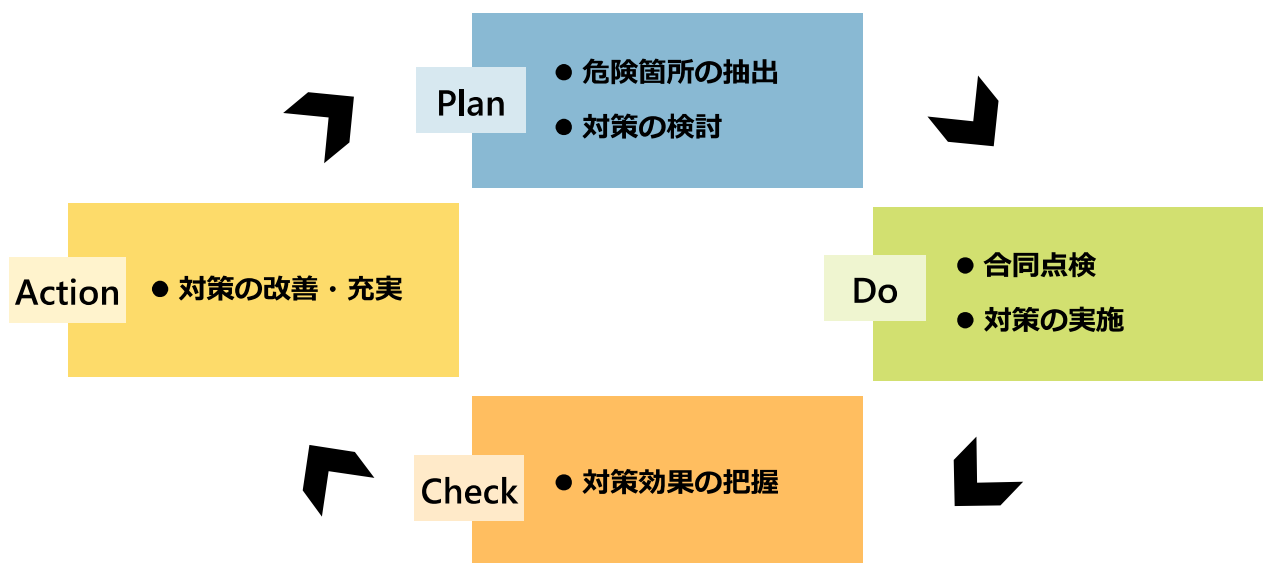 Plan
● 危険箇所の抽出
● 対策の検討
Do
● 合同点検
● 対策の実施
Check
● 対策効果の把握
Action
● 対策の改善・充実